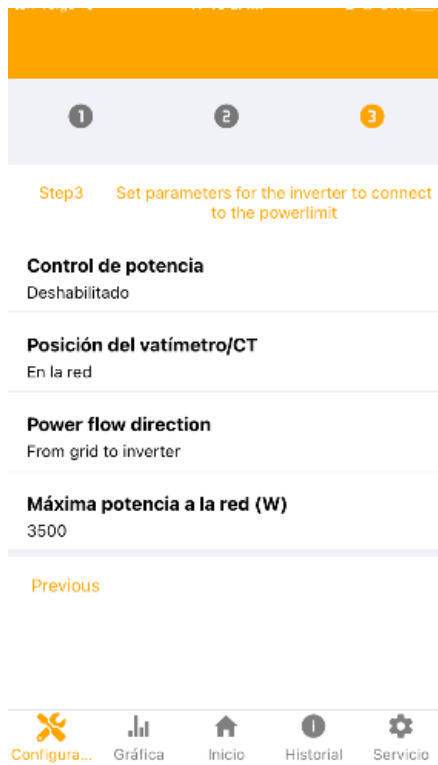 1 2 3
Step3 Set parameters for the inverter to connect
to the powerlimit
Control de potencia
Deshabilitado
Posición del vatímetro/CT
En la red
Power flow direction
From grid to inverter
Máxima potencia a la red (W)
3500
Previous
Configura... Gráfica Inicio Historial Servicio